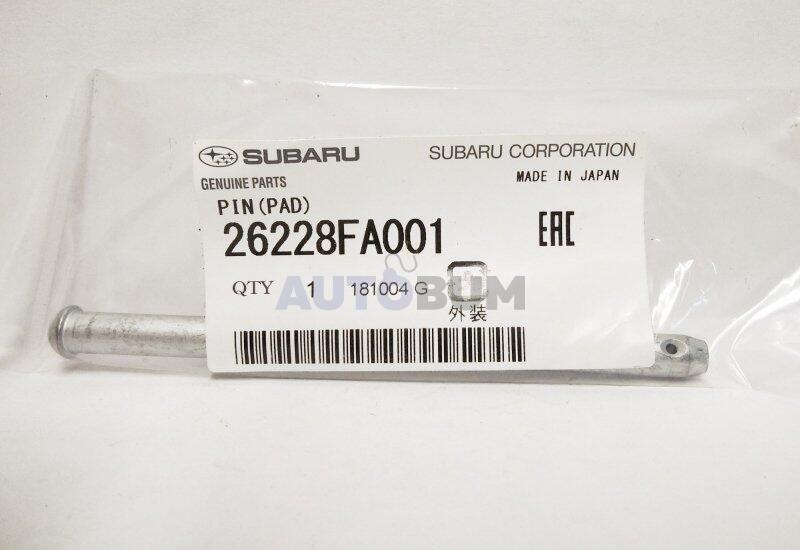 SUBARU
SUBARU CORPORATION
GENUINE PARTS
MADE IN JAPAN
PIN(PAD)
26228FA001
EAC
QTY 1 181004 G
AUTOBUM
外装